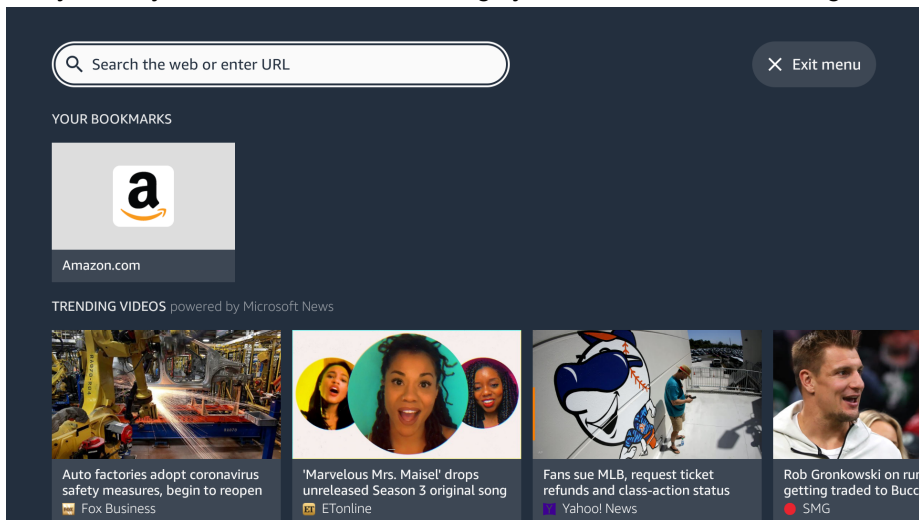 Search the web or enter URL
Exit menu
YOUR BOOKMARKS
a
Amazon.com
TRENDING VIDEOS powered by Microsoft News
Auto factories adopt coronavirus
safety measures, begin to reopen
Fox Business
'Marvelous Mrs. Maisel' drops
unreleased Season 3 original song
ET ETonline
Fans sue MLB, request ticket
refunds and class-action status
Y Yahoo! News
Rob Gronkowski on
getting traded to
SMG